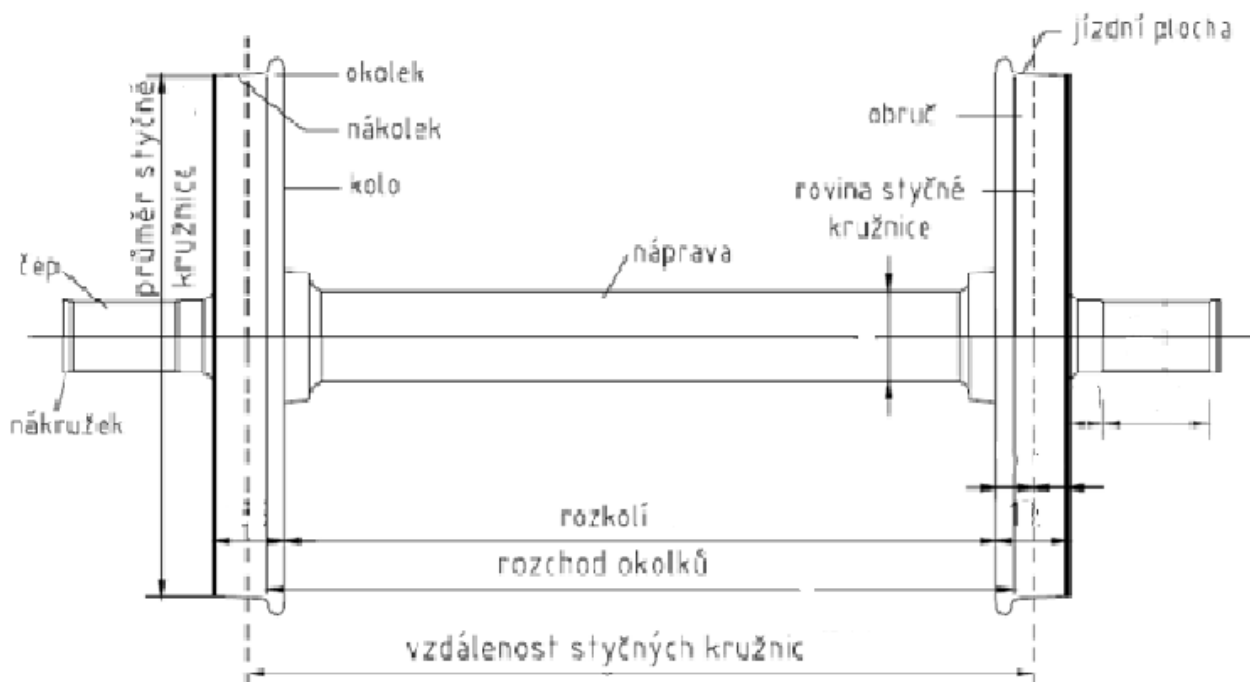 jízdní plocha
okolek
obruč
nákolek
průměr styčné
kružnice
kolo
rovina styčné
kružnice
náprava
čep
nákružek
rozkolí
rozchod okolků
vzdálenost styčných kružnic